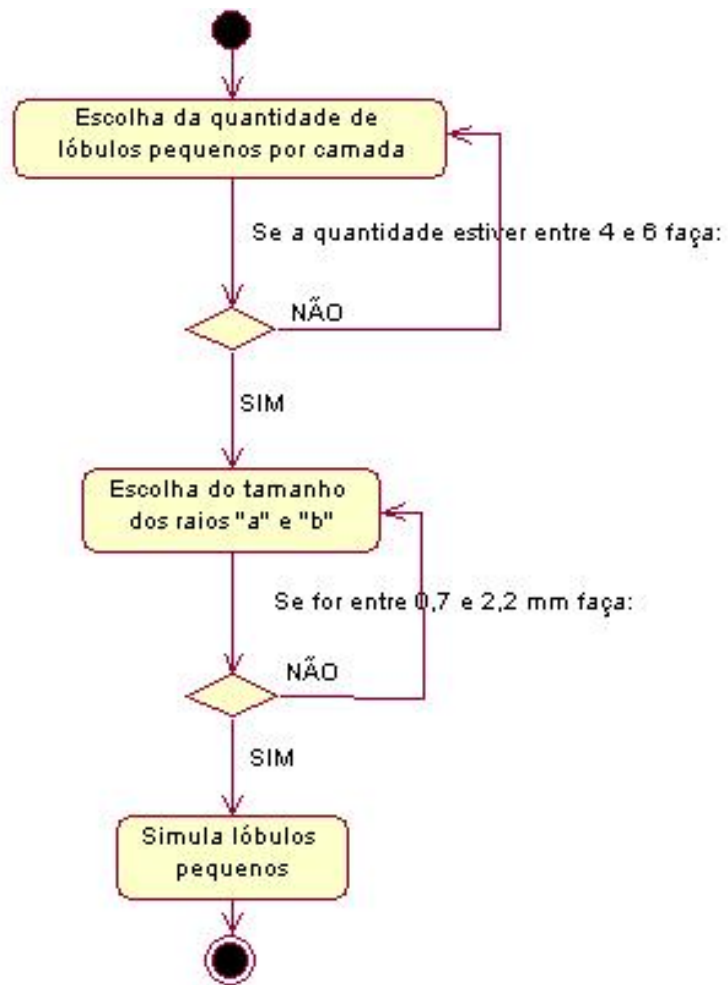 Escolha da quantidade de
lóbulos pequenos por camada
Se a quantidade estiver entre 4 e 6 faça:
NÃO
SIM
Escolha do tamanho
dos raios "a" e "b"
Se for entre 0,7 e 2,2 mm faça:
NÃO
SIM
Simula lóbulos
pequenos